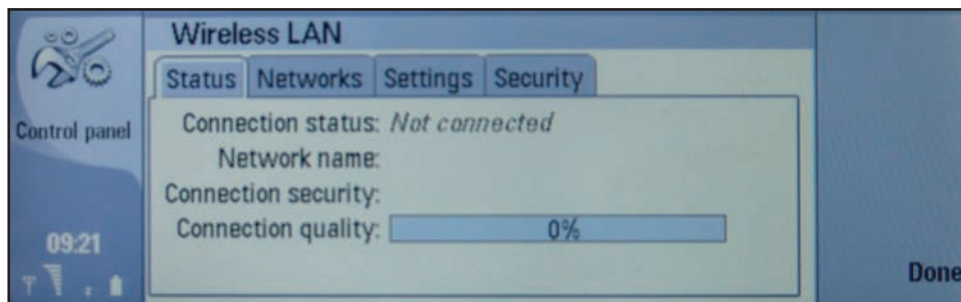 Wireless LAN
Status Networks Settings Security
Control panel
Connection status: Not connected
Network name:
Connection security:
Connection quality: 0%
09:21
Done